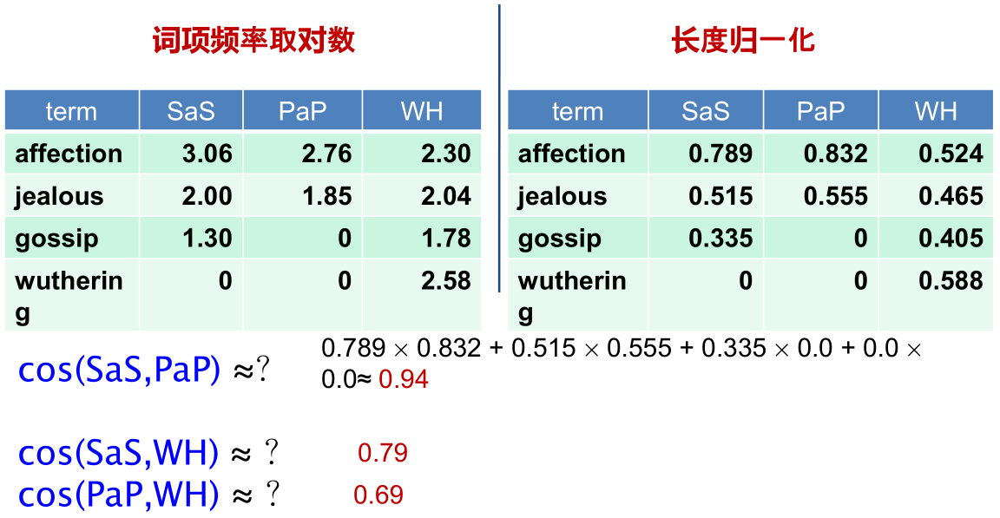 词项频率取对数
term SaS PaP WH
affection 3.06 2.76 2.30
jealous 2.00 1.85 2.04
gossip 1.30 0 1.78
wutherin 0 0 2.58
g
长度归一化
term SaS PaP WH
affection 0.789 0.832 0.524
jealous 0.515 0.555 0.465
gossip 0.335 0 0.405
wutherin 0 0 0.588
g
cos(SaS,PaP) ≈?
0.789 × 0.832 + 0.515 × 0.555 + 0.335 × 0.0 + 0.0 ×
0.0≈ 0.94
cos(SaS,WH) ≈ ? 0.79
cos(PaP,WH) ≈ ? 0.69